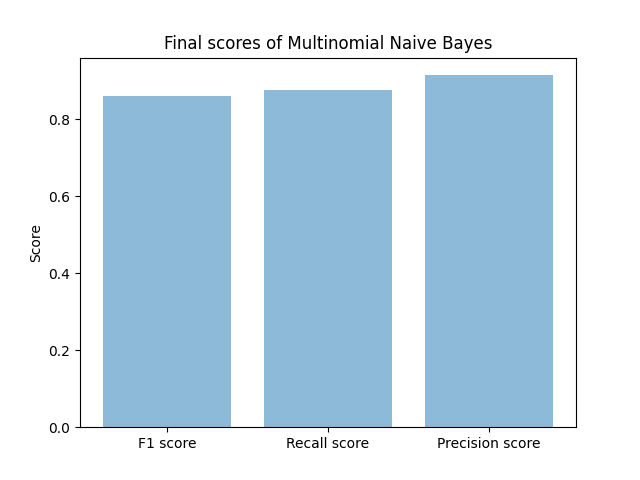 Final scores of Multinomial Naive Bayes
0.8
0.6
0.4
0.2
0.0
Score
F1 score Recall score Precision score